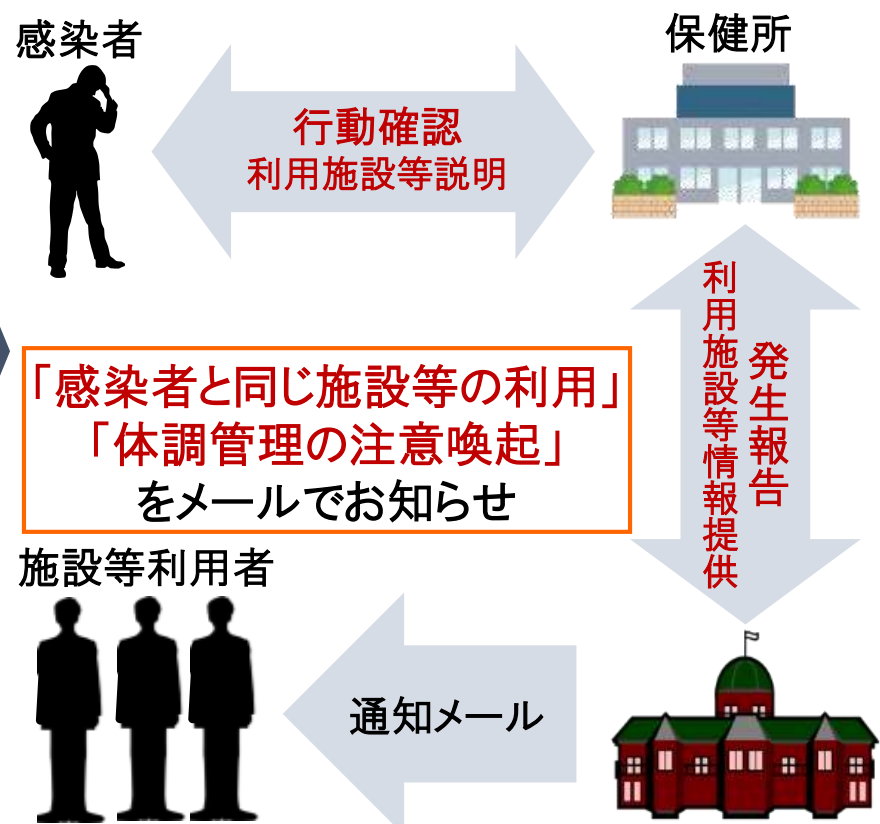 感染者
保健所
行動確認
利用施設等説明
発生報告
利用施設等情報提供
「感染者と同じ施設等の利用」
「体調管理の注意喚起」
をメールでお知らせ
施設等利用者
通知メール